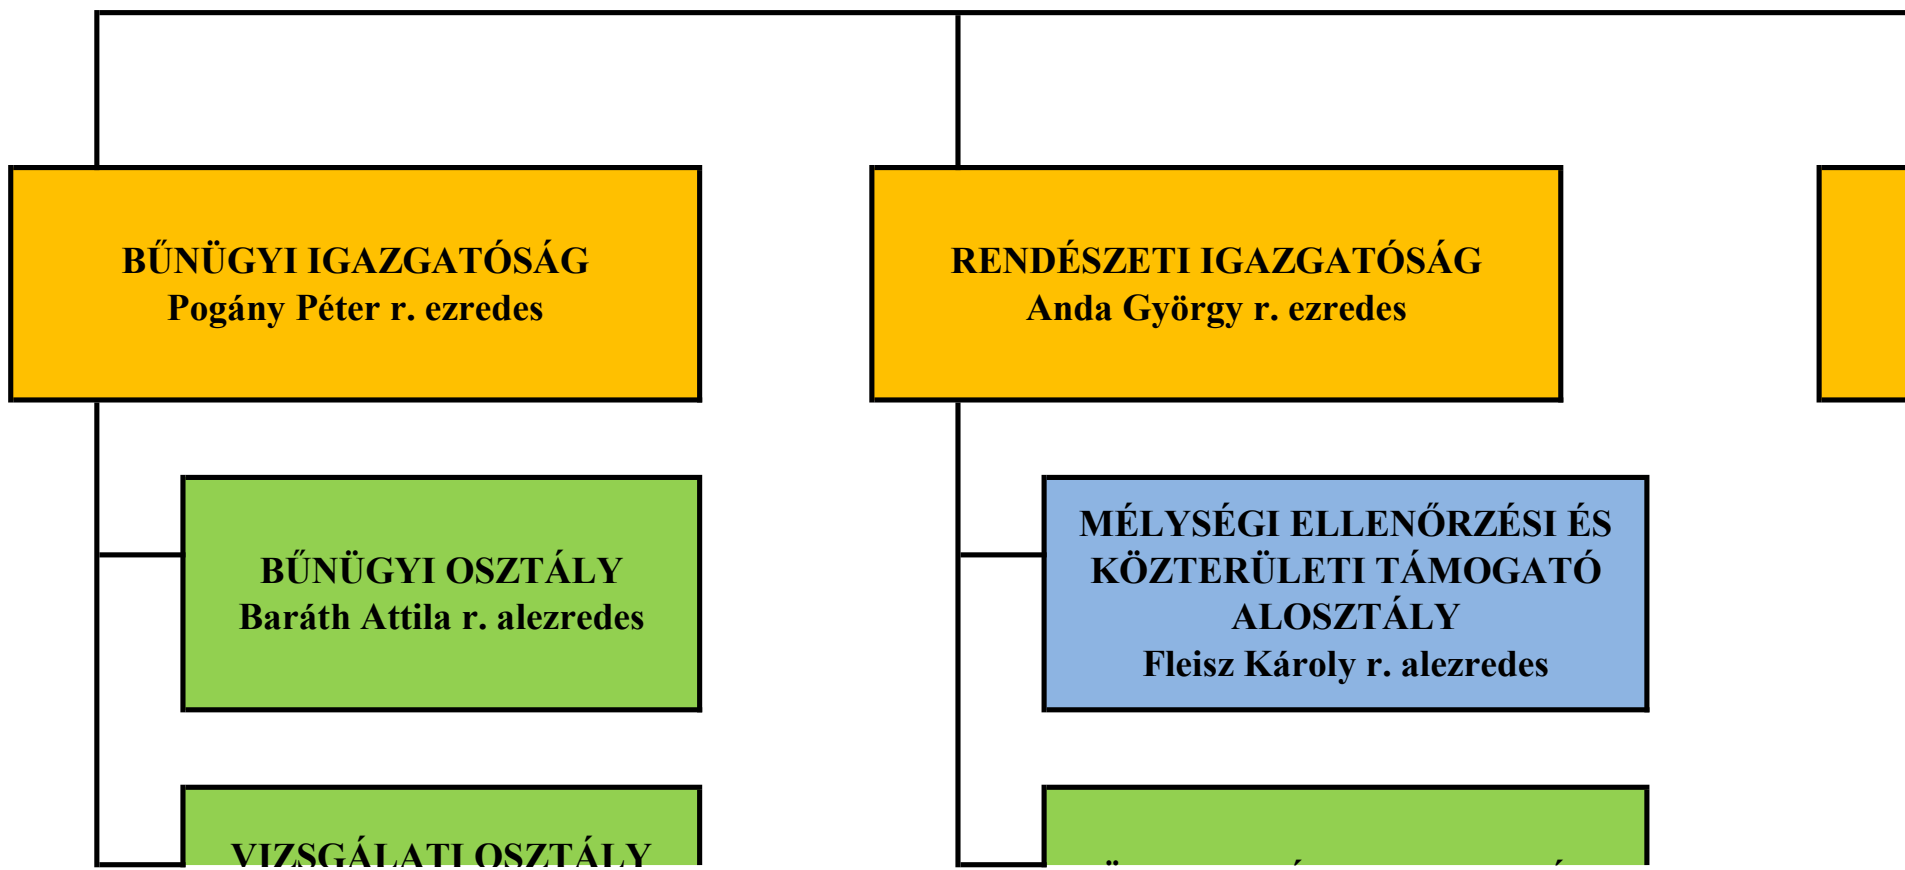 BŰNÜGYI IGAZGATÓSÁG
Pogány Péter r. ezredes
RENDÉSZETI IGAZGATÓSÁG
Anda György r. ezredes
BŰNÜGYI OSZTÁLY
Baráth Attila r. alezredes
MÉLYSÉGI ELLENŐRZÉSI ÉS
KÖZTERÜLETI TÁMOGATÓ
ALOSZTÁLY
Fleisz Károly r. alezredes
VIZSGÁLATI OSZTÁLY